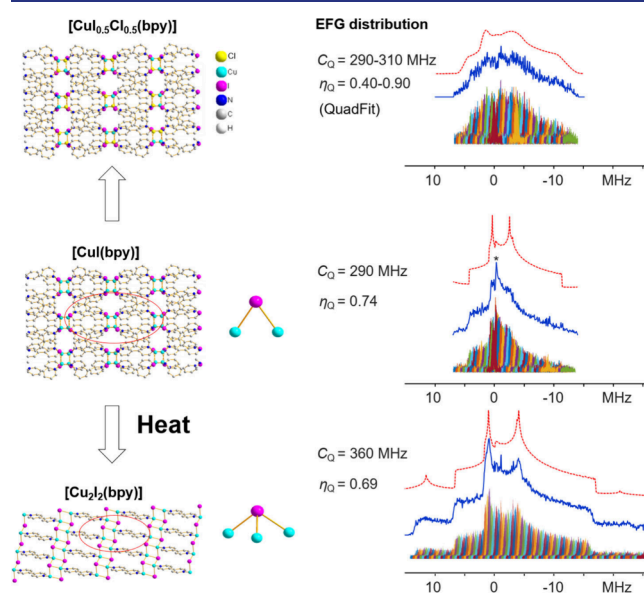 [CuI0.5Cl0.5(bpy)]
Cl
Cu
I
N
C
H
EFG distribution
CQ = 290-310 MHz
ηQ = 0.40-0.90
(QuadFit)
10 0 -10 MHz
[CuI(bpy)]
CQ = 290 MHz
ηQ = 0.74
*
10 0 -10 MHz
Heat
[Cu2I2(bpy)]
CQ = 360 MHz
ηQ = 0.69
10 0 -10 MHz